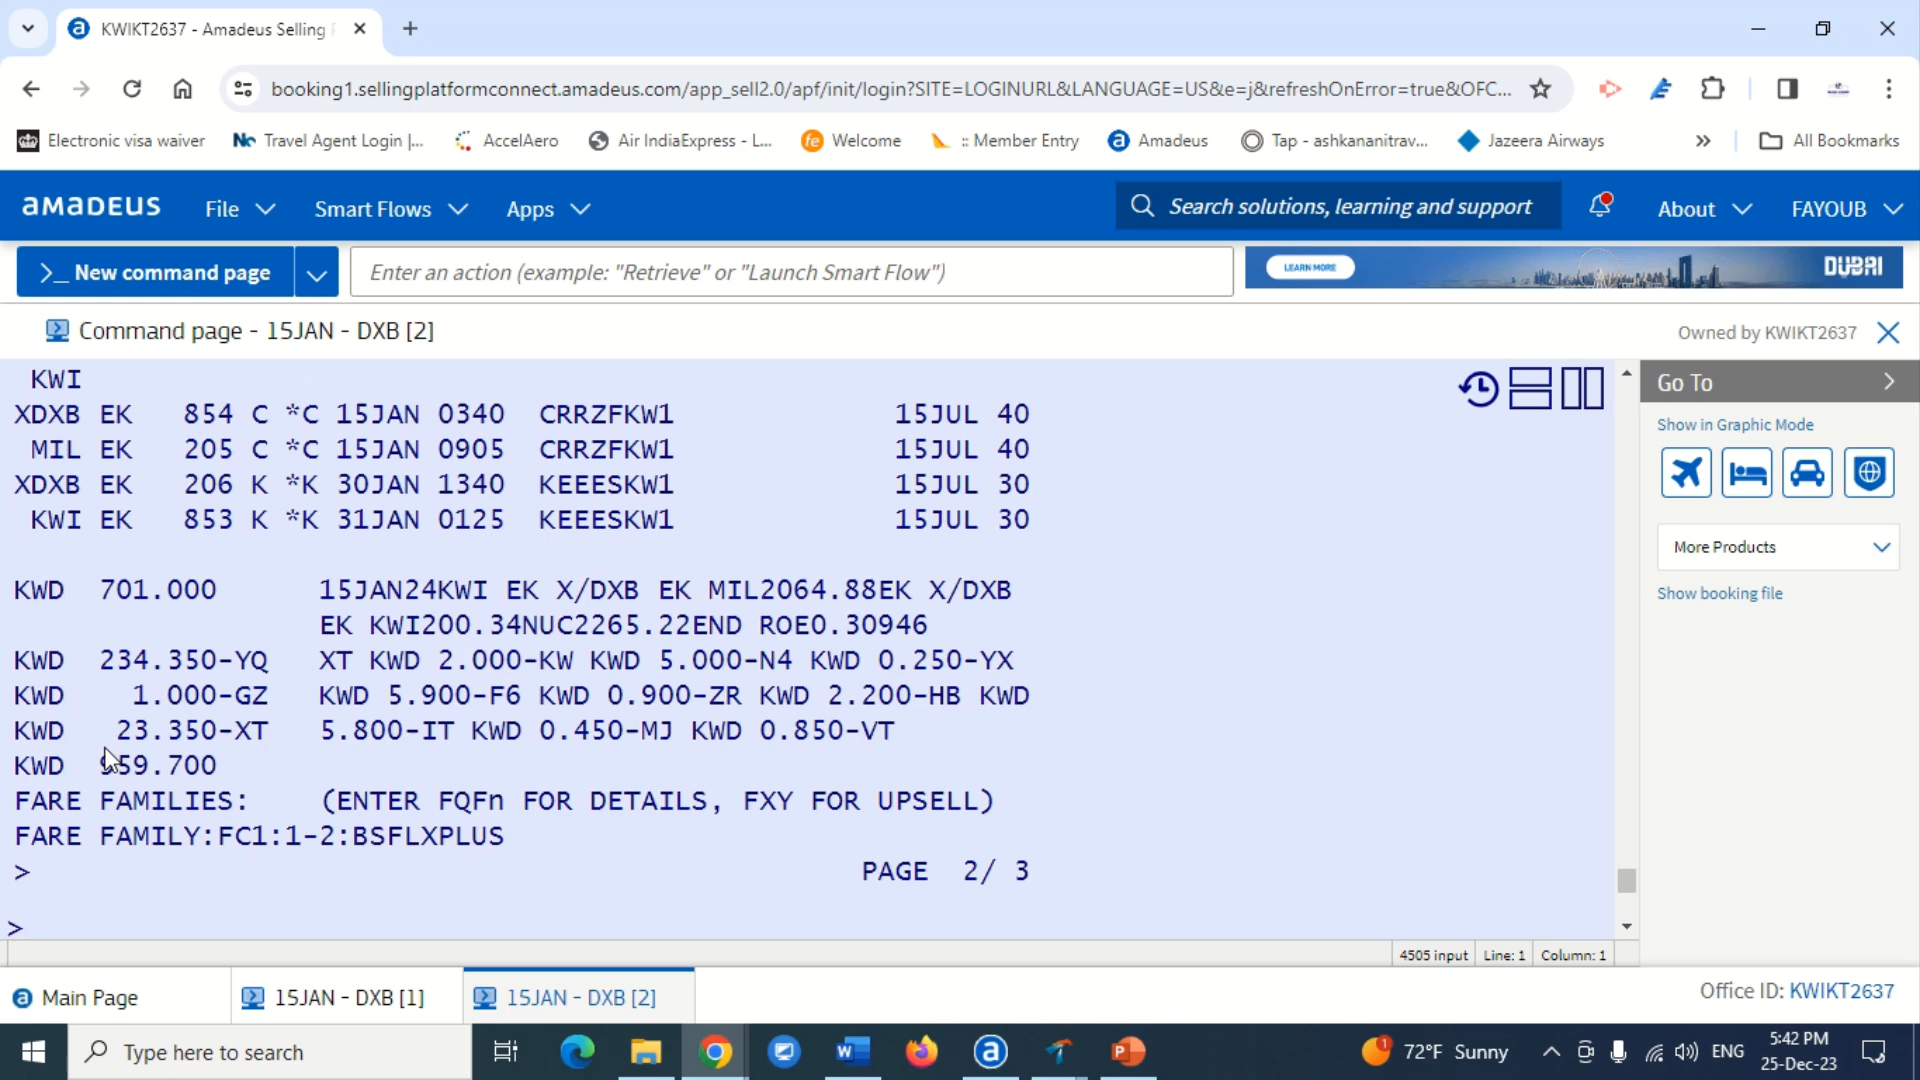 KWIKT2637 - Amadeus Selling
booking1.sellingplatformconnect.amadeus.com/app_sell2.0/apf/init/login?SITE=LOGINURL&LANGUAGE=US&e=j&refreshOnError=true&OFC...
Electronic visa waiver Travel Agent Login |... AccelAero Air IndiaExpress - L... Welcome :: Member Entry Amadeus Tap - ashkananitrav... Jazeera Airways » All Bookmarks
amadeus File Smart Flows Apps Search solutions, learning and support About FAYOUB
>_ New command page Enter an action (example: "Retrieve" or "Launch Smart Flow") LEARN MORE DUBAI
Command page - 15JAN - DXB [2] Owned by KWIKT2637
KWI
XDXB EK 854 C *C 15JAN 0340 CRRZFKW1 15JUL 40
MIL EK 205 C *C 15JAN 0905 CRRZFKW1 15JUL 40
XDXB EK 206 K *K 30JAN 1340 KEEESKW1 15JUL 30
KWI EK 853 K *K 31JAN 0125 KEEESKW1 15JUL 30
KWD 701.000 15JAN24KWI EK X/DXB EK MIL2064.88EK X/DXB
EK KWI200.34NUC2265.22END ROE0.30946
KWD 234.350-YQ XT KWD 2.000-KW KWD 5.000-N4 KWD 0.250-YX
KWD 1.000-GZ KWD 5.900-F6 KWD 0.900-ZR KWD 2.200-HB KWD
KWD 23.350-XT 5.800-IT KWD 0.450-MJ KWD 0.850-VT
KWD 959.700
FARE FAMILIES: (ENTER FQFn FOR DETAILS, FXY FOR UPSELL)
FARE FAMILY:FC1:1-2:BSFLXPLUS
> PAGE 2/ 3
>
4505 input Line: 1 Column: 1
Go To
Show in Graphic Mode
More Products
Show booking file
Main Page 15JAN - DXB [1] 15JAN - DXB [2] Office ID: KWIKT2637
Type here to search 72°F Sunny ENG 5:42 PM
25-Dec-23